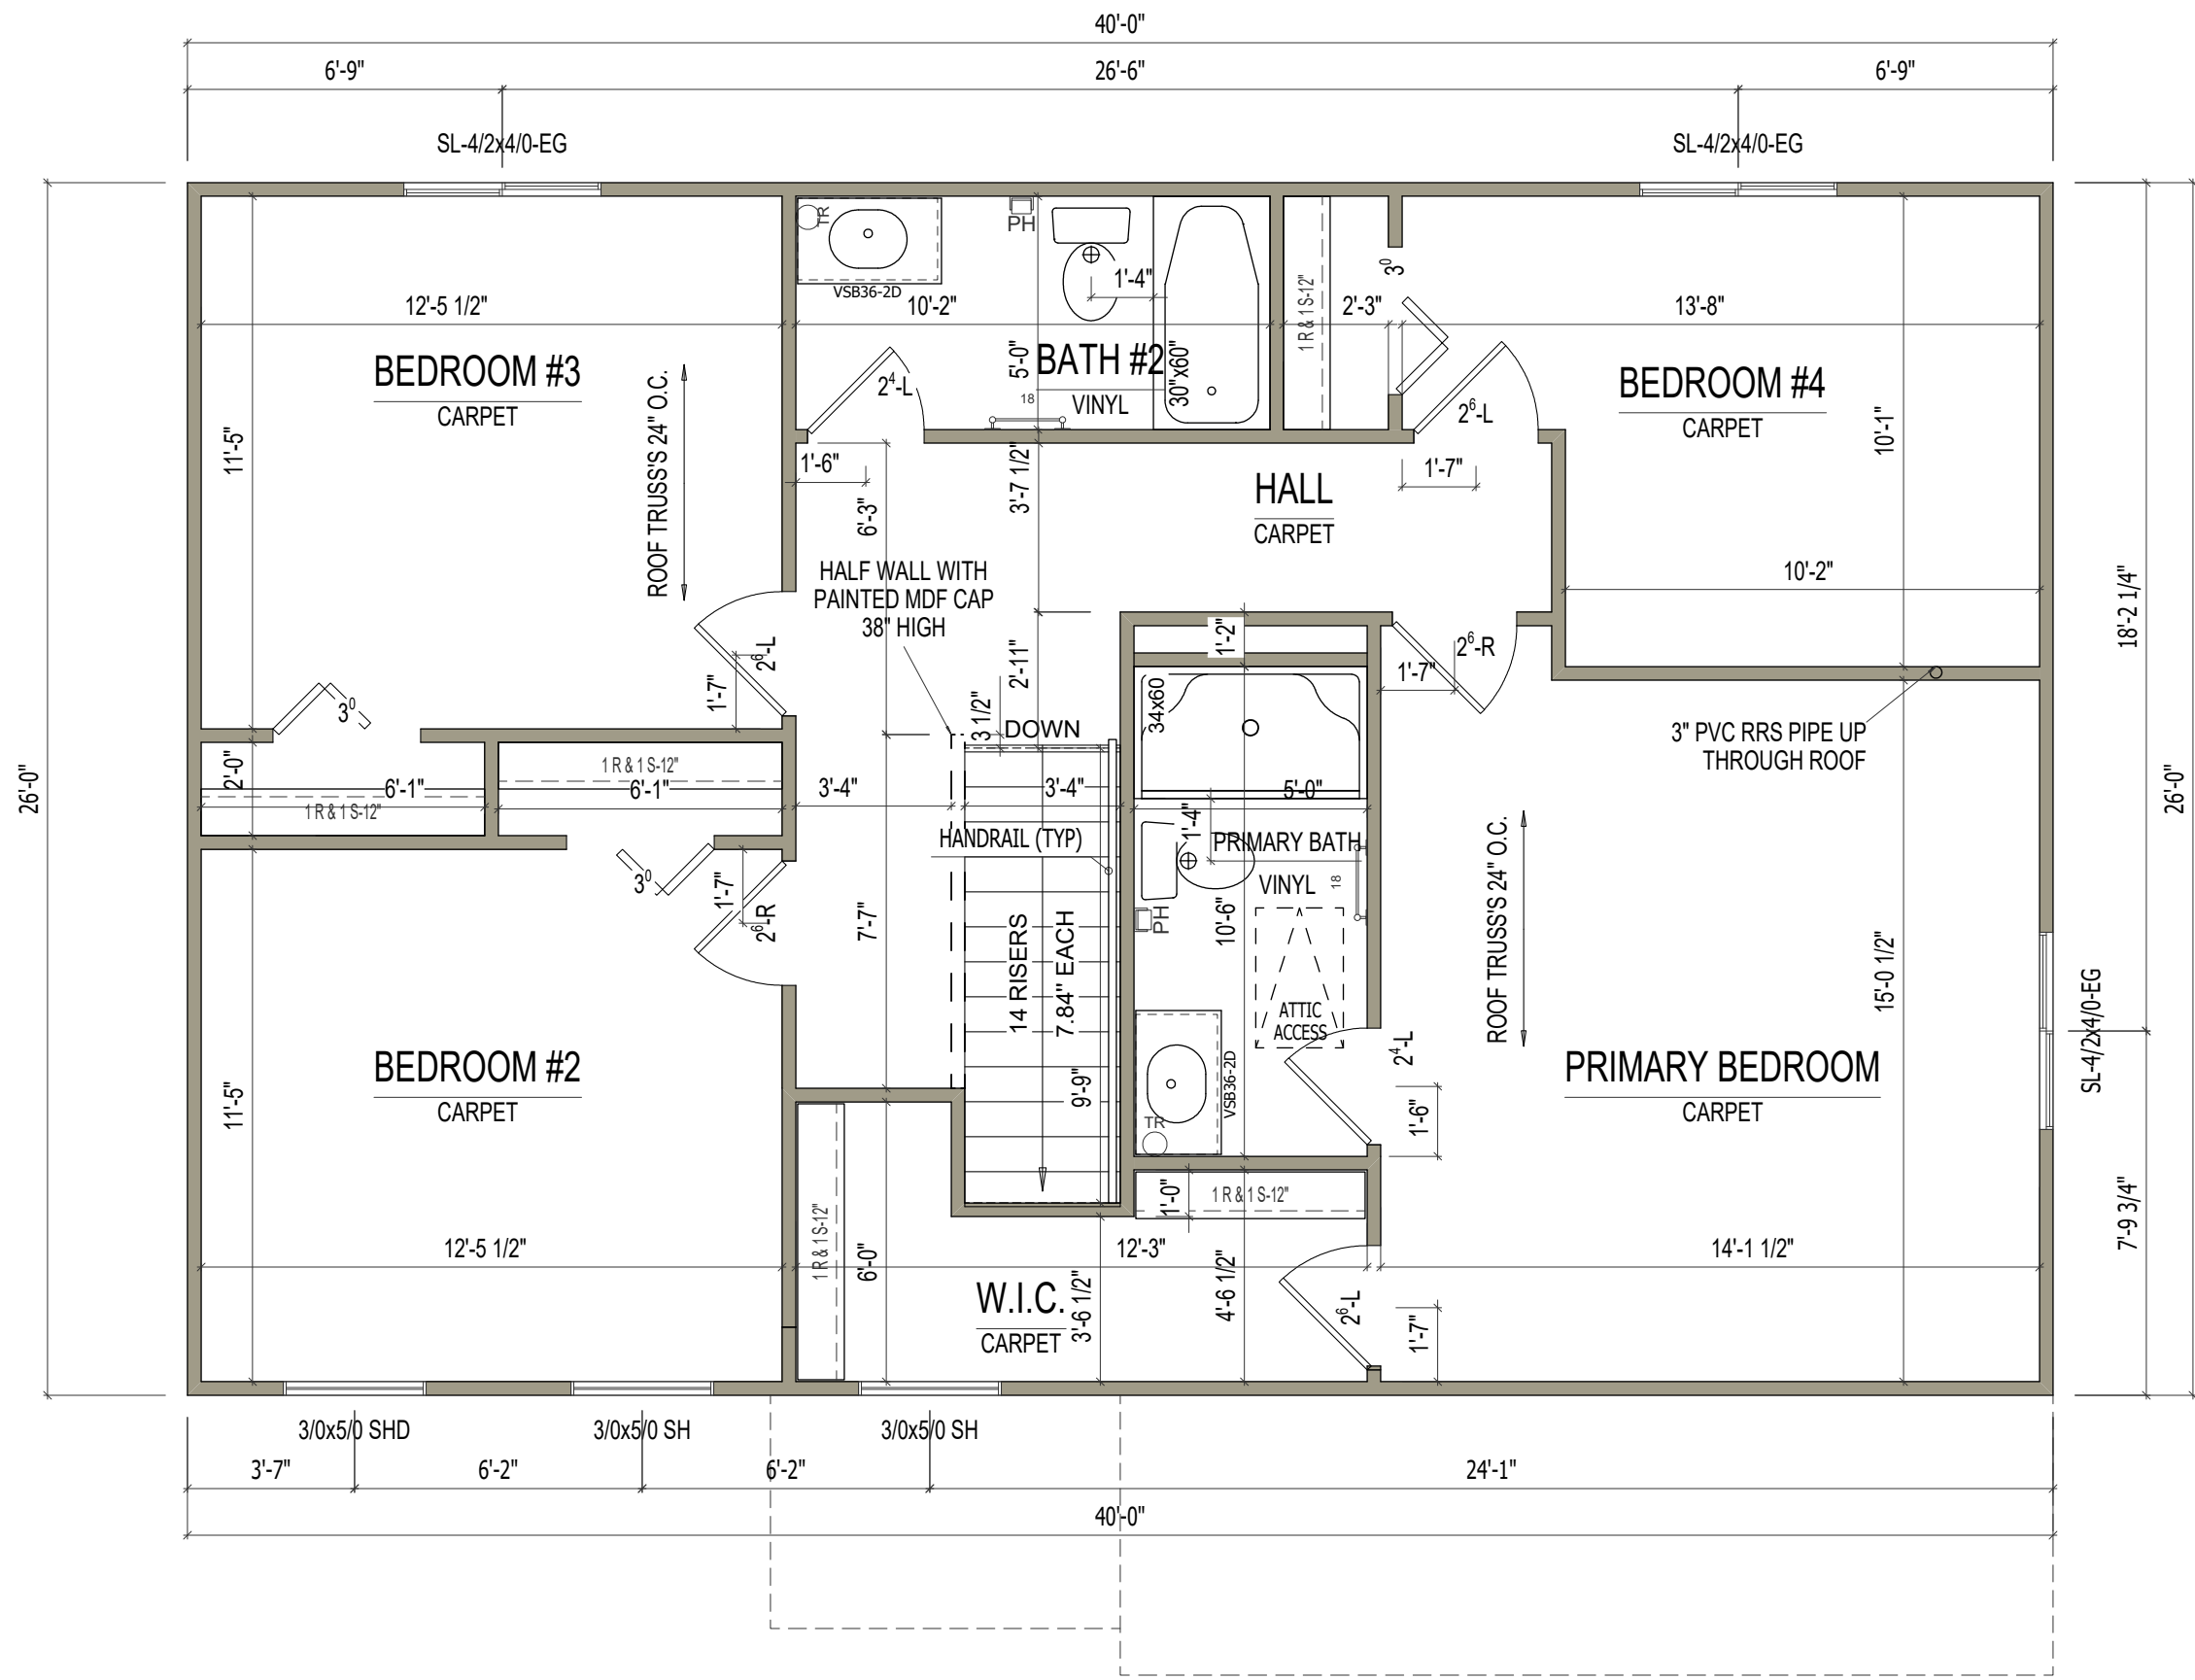 40'-0"
6'-9"
26'-6"
6'-9"
SL-4/2x4/0-EG
SL-4/2x4/0-EG
TR
PH
VSB36-2D
1'-4"
12'-5 1/2"
10'-2"
1 R & 1 S-12"
3⁰
2'-3"
13'-8"
BEDROOM #3
CARPET
ROOF TRUSS'S 24" O.C.
11'-5"
2⁴-L
5'-0"
BATH #2
VINYL
18
30"x60"
2⁶-L
BEDROOM #4
CARPET
10'-1"
1'-6"
6'-3"
3'-7 1/2"
HALL
CARPET
1'-7"
HALF WALL WITH
PAINTED MDF CAP
38" HIGH
10'-2"
18'-2 1/4"
2⁶-L
1'-7"
2'-11"
1'-2"
2⁶-R
1'-7"
3⁰
3 1/2"
DOWN
34x60
3" PVC RRS PIPE UP
THROUGH ROOF
26'-0"
26'-0"
2'-0"
6'-1"
1 R & 1 S-12"
1 R & 1 S-12"
6'-1"
3'-4"
3'-4"
5'-0"
HANDRAIL (TYP)
1'-4"
PRIMARY BATH
VINYL
18
3⁰
1'-7"
2⁶-R
7'-7"
14 RISERS
7.84" EACH
PH
10'-6"
ATTIC
ACCESS
ROOF TRUSS'S 24" O.C.
15'-0 1/2"
SL-4/2x4/0-EG
BEDROOM #2
CARPET
11'-5"
9'-9"
VSB36-2D
TR
2⁴-L
1'-6"
PRIMARY BEDROOM
CARPET
1'-0"
1 R & 1 S-12"
7'-9 3/4"
12'-5 1/2"
1 R & 1 S-12"
6'-0"
12'-3"
14'-1 1/2"
W.I.C.
CARPET
3'-6 1/2"
4'-6 1/2"
2⁶-L
1'-7"
3/0x5/0 SHD
3/0x5/0 SH
3/0x5/0 SH
3'-7"
6'-2"
6'-2"
24'-1"
40'-0"